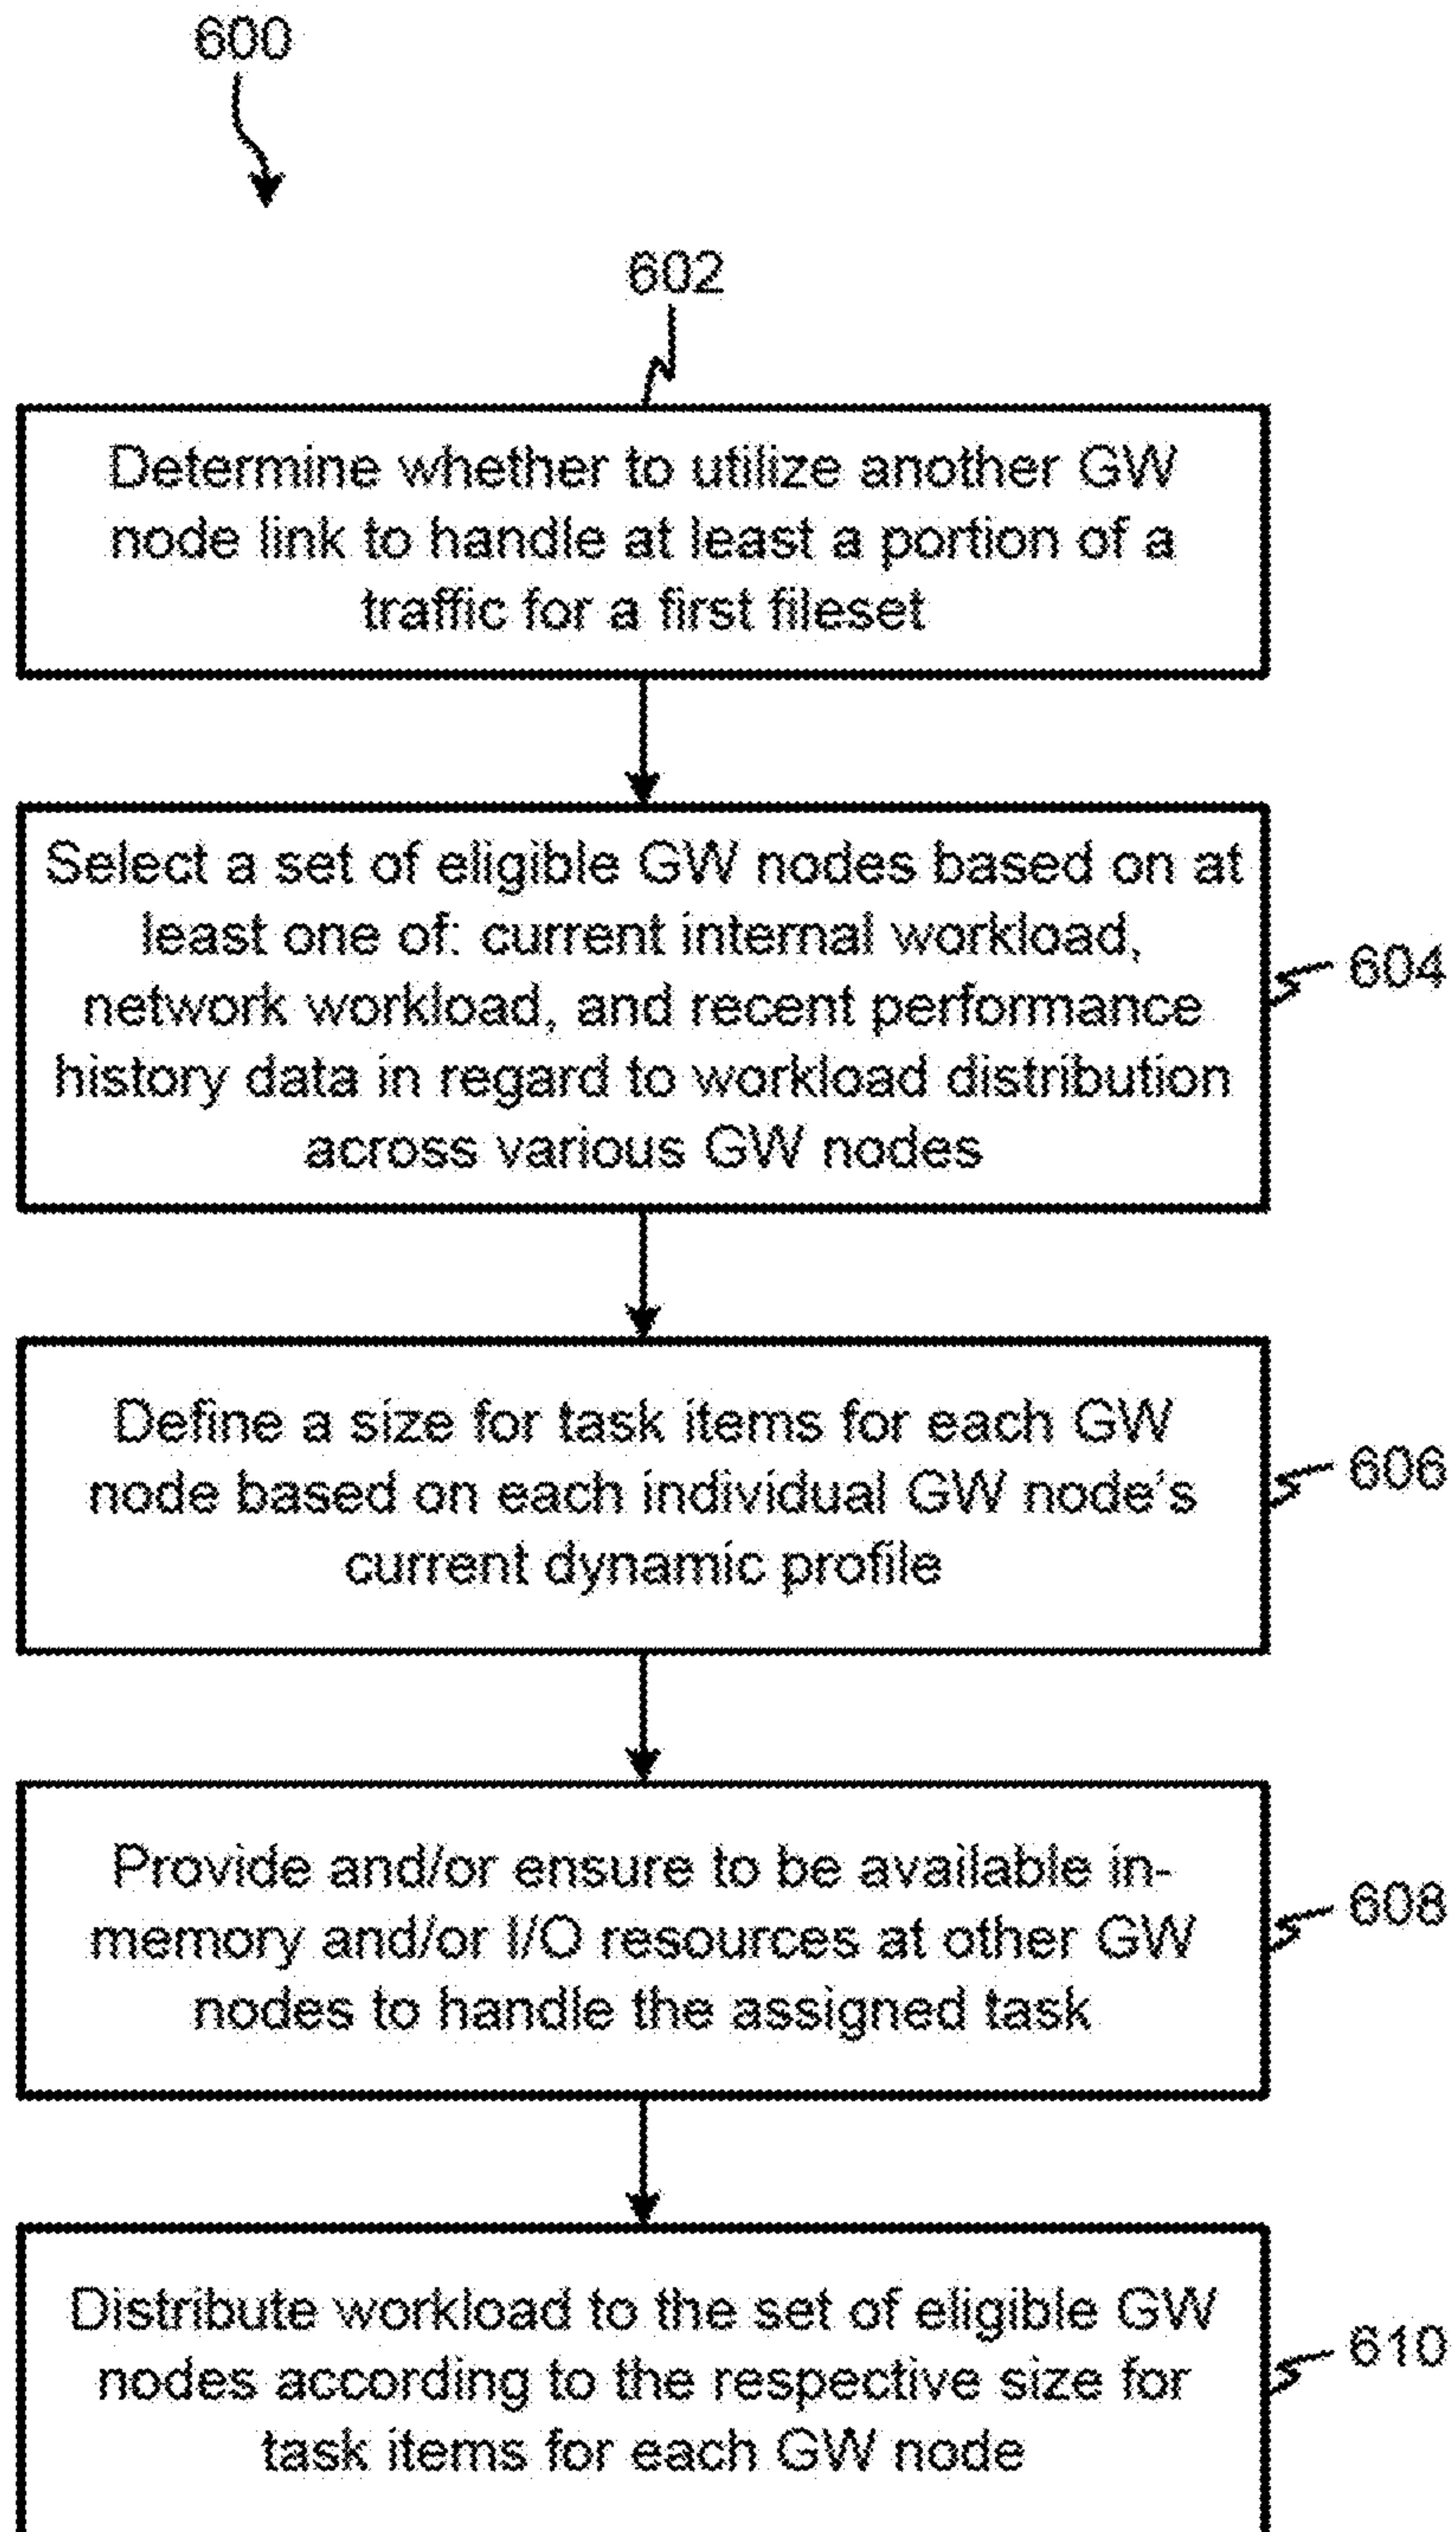 600
602
Determine whether to utilize another GW
node link to handle at least a portion of a
traffic for a first fileset
Select a set of eligible GW nodes based on at
least one of: current internal workload,
network workload, and recent performance
history data in regard to workload distribution
across various GW nodes
604
Define a size for task items for each GW
node based on each individual GW node's
current dynamic profile
606
Provide and/or ensure to be available in-
memory and/or I/O resources at other GW
nodes to handle the assigned task
608
Distribute workload to the set of eligible GW
nodes according to the respective size for
task items for each GW node
610